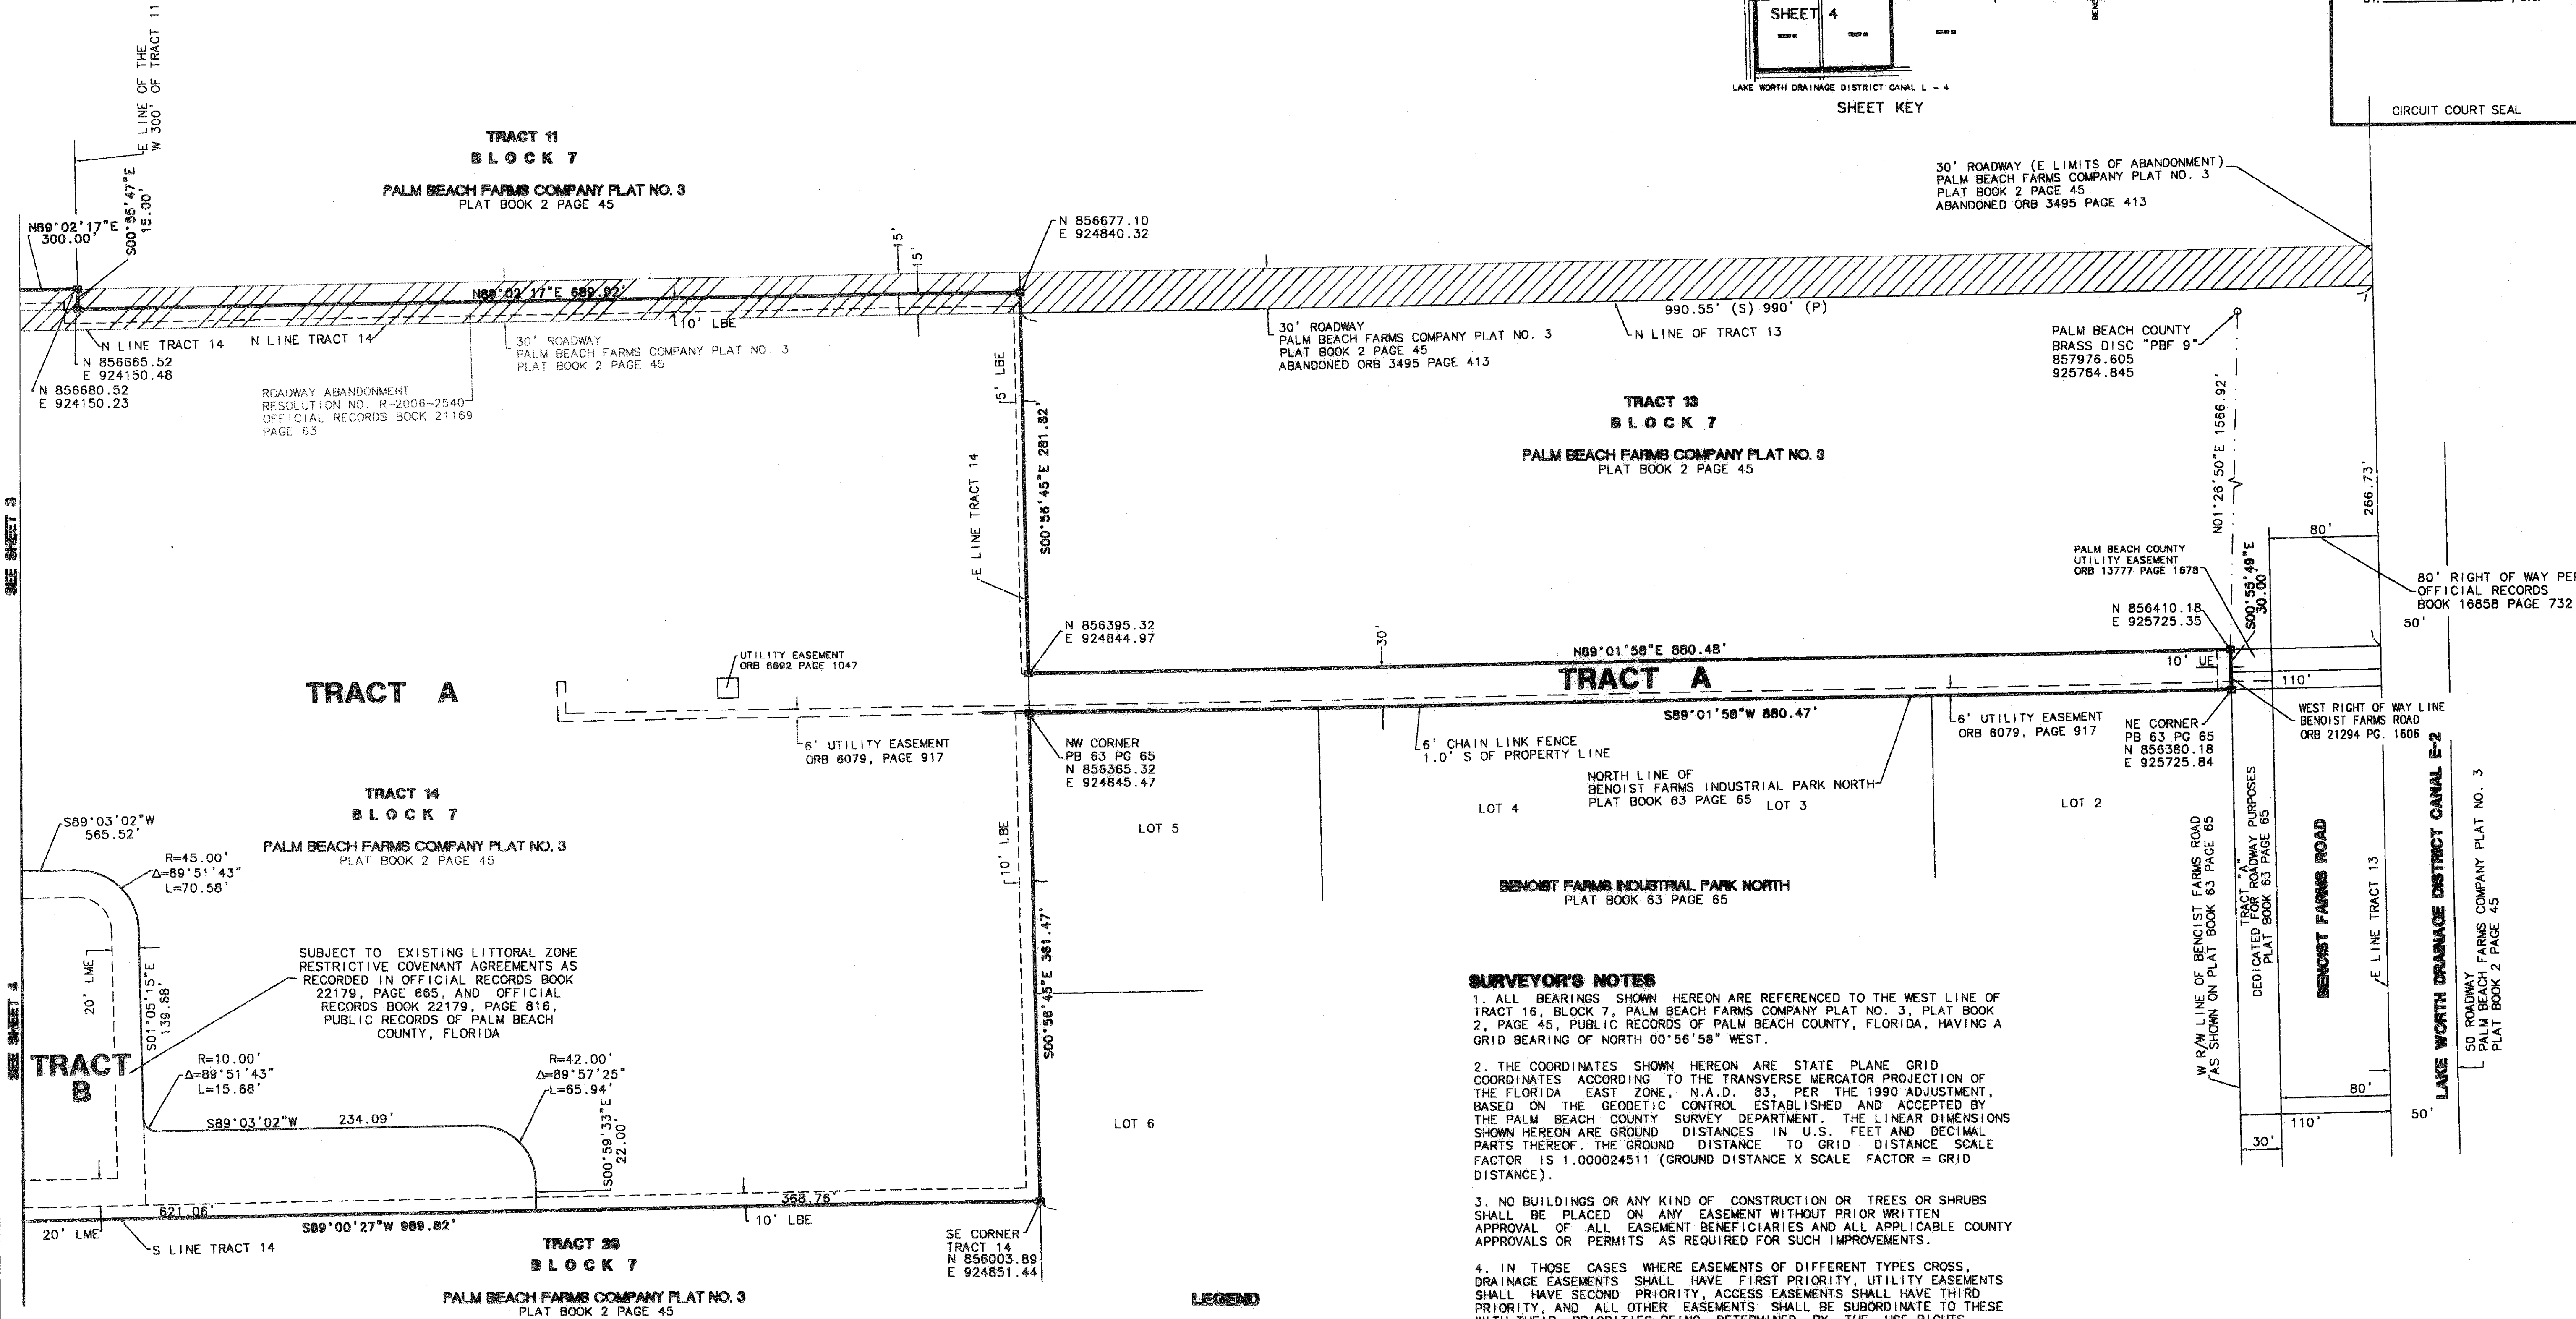 E LINE OF THE
W 300' OF TRACT 11
SHEET 4
LAKE WORTH DRAINAGE DISTRICT CANAL L - 4
SHEET KEY
CIRCUIT COURT SEAL
TRACT 11
BLOCK 7
PALM BEACH FARMS COMPANY PLAT NO. 3
PLAT BOOK 2 PAGE 45
30' ROADWAY (E LIMITS OF ABANDONMENT)
PALM BEACH FARMS COMPANY PLAT NO. 3
PLAT BOOK 2 PAGE 45
ABANDONED ORB 3495 PAGE 413
N89°02'17"E
300.00'
S00°55'47"E
15.00'
N 856677.10
E 924840.32
15'
15'
N89°02'17"E 689.92'
10' LBE
990.55' (S) 990' (P)
N LINE TRACT 14
N LINE TRACT 14
N 856665.52
E 924150.48
N 856680.52
E 924150.23
30' ROADWAY
PALM BEACH FARMS COMPANY PLAT NO. 3
PLAT BOOK 2 PAGE 45
ROADWAY ABANDONMENT
RESOLUTION NO. R-2006-2540
OFFICIAL RECORDS BOOK 21169
PAGE 63
30' ROADWAY
PALM BEACH FARMS COMPANY PLAT NO. 3
PLAT BOOK 2 PAGE 45
ABANDONED ORB 3495 PAGE 413
N LINE OF TRACT 13
PALM BEACH COUNTY
BRASS DISC "PBF 9"
857976.605
925764.845
5' LBE
S00°56'45"E 281.82'
E LINE TRACT 14
TRACT 13
BLOCK 7
PALM BEACH FARMS COMPANY PLAT NO. 3
PLAT BOOK 2 PAGE 45
N01°26'50"E 1566.92'
266.73'
SEE SHEET 3
80'
PALM BEACH COUNTY
UTILITY EASEMENT
ORB 13777 PAGE 1678
S00°55'49"E
30.00'
80' RIGHT OF WAY PER
OFFICIAL RECORDS
BOOK 16858 PAGE 732
50'
N 856410.18
E 925725.35
N 856395.32
E 924844.97
30'
N89°01'58"E 880.48'
10' UE
110'
UTILITY EASEMENT
ORB 6692 PAGE 1047
TRACT A
TRACT A
S89°01'58"W 880.47'
6' UTILITY EASEMENT
ORB 6079, PAGE 917
NW CORNER
PB 63 PG 65
N 856365.32
E 924845.47
6' CHAIN LINK FENCE
1.0' S OF PROPERTY LINE
NORTH LINE OF
BENOIST FARMS INDUSTRIAL PARK NORTH
PLAT BOOK 63 PAGE 65
6' UTILITY EASEMENT
ORB 6079, PAGE 917
NE CORNER
PB 63 PG 65
N 856380.18
E 925725.84
WEST RIGHT OF WAY LINE
BENOIST FARMS ROAD
ORB 21294 PG. 1606
LOT 5
LOT 4
LOT 3
LOT 2
TRACT 14
BLOCK 7
PALM BEACH FARMS COMPANY PLAT NO. 3
PLAT BOOK 2 PAGE 45
S89°03'02"W
565.52'
R=45.00'
Δ=89°51'43"
L=70.58'
10' LBE
BENOIST FARMS INDUSTRIAL PARK NORTH
PLAT BOOK 63 PAGE 65
W R/W LINE OF BENOIST FARMS ROAD
AS SHOWN ON PLAT BOOK 63 PAGE 65
TRACT "A"
DEDICATED FOR ROADWAY PURPOSES
PLAT BOOK 63 PAGE 65
BENOIST FARMS ROAD
E LINE TRACT 13
LAKE WORTH DRAINAGE DISTRICT CANAL E-2
50 ROADWAY
PALM BEACH FARMS COMPANY PLAT NO. 3
PLAT BOOK 2 PAGE 45
20' LME
S01°05'15"E
139.68'
SUBJECT TO EXISTING LITTORAL ZONE
RESTRICTIVE COVENANT AGREEMENTS AS
RECORDED IN OFFICIAL RECORDS BOOK
22179, PAGE 665, AND OFFICIAL
RECORDS BOOK 22179, PAGE 816,
PUBLIC RECORDS OF PALM BEACH
COUNTY, FLORIDA
SEE SHEET 4
TRACT
B
R=10.00'
Δ=89°51'43"
L=15.68'
R=42.00'
Δ=89°57'25"
L=65.94'
S00°56'45"E 361.47'
S89°03'02"W 234.09'
S00°59'33"E
22.00'
LOT 6
80'
50'
110'
30'
368.76'
621.06'
S89°00'27"W 989.82'
10' LBE
20' LME
S LINE TRACT 14
SE CORNER
TRACT 14
N 856003.89
E 924851.44
TRACT 23
BLOCK 7
PALM BEACH FARMS COMPANY PLAT NO. 3
PLAT BOOK 2 PAGE 45
LEGEND
SURVEYOR'S NOTES
1. ALL BEARINGS SHOWN HEREON ARE REFERENCED TO THE WEST LINE OF
TRACT 16, BLOCK 7, PALM BEACH FARMS COMPANY PLAT NO. 3, PLAT BOOK
2, PAGE 45, PUBLIC RECORDS OF PALM BEACH COUNTY, FLORIDA, HAVING A
GRID BEARING OF NORTH 00°56'58" WEST.
2. THE COORDINATES SHOWN HEREON ARE STATE PLANE GRID
COORDINATES ACCORDING TO THE TRANSVERSE MERCATOR PROJECTION OF
THE FLORIDA EAST ZONE, N.A.D. 83, PER THE 1990 ADJUSTMENT,
BASED ON THE GEODETIC CONTROL ESTABLISHED AND ACCEPTED BY
THE PALM BEACH COUNTY SURVEY DEPARTMENT. THE LINEAR DIMENSIONS
SHOWN HEREON ARE GROUND DISTANCES IN U.S. FEET AND DECIMAL
PARTS THEREOF. THE GROUND DISTANCE TO GRID DISTANCE SCALE
FACTOR IS 1.000024511 (GROUND DISTANCE X SCALE FACTOR = GRID
DISTANCE).
3. NO BUILDINGS OR ANY KIND OF CONSTRUCTION OR TREES OR SHRUBS
SHALL BE PLACED ON ANY EASEMENT WITHOUT PRIOR WRITTEN
APPROVAL OF ALL EASEMENT BENEFICIARIES AND ALL APPLICABLE COUNTY
APPROVALS OR PERMITS AS REQUIRED FOR SUCH IMPROVEMENTS.
4. IN THOSE CASES WHERE EASEMENTS OF DIFFERENT TYPES CROSS,
DRAINAGE EASEMENTS SHALL HAVE FIRST PRIORITY, UTILITY EASEMENTS
SHALL HAVE SECOND PRIORITY, ACCESS EASEMENTS SHALL HAVE THIRD
PRIORITY, AND ALL OTHER EASEMENTS SHALL BE SUBORDINATE TO THESE
WITH THEIR PRIORITIES BEING DETERMINED BY THE USE RIGHTS